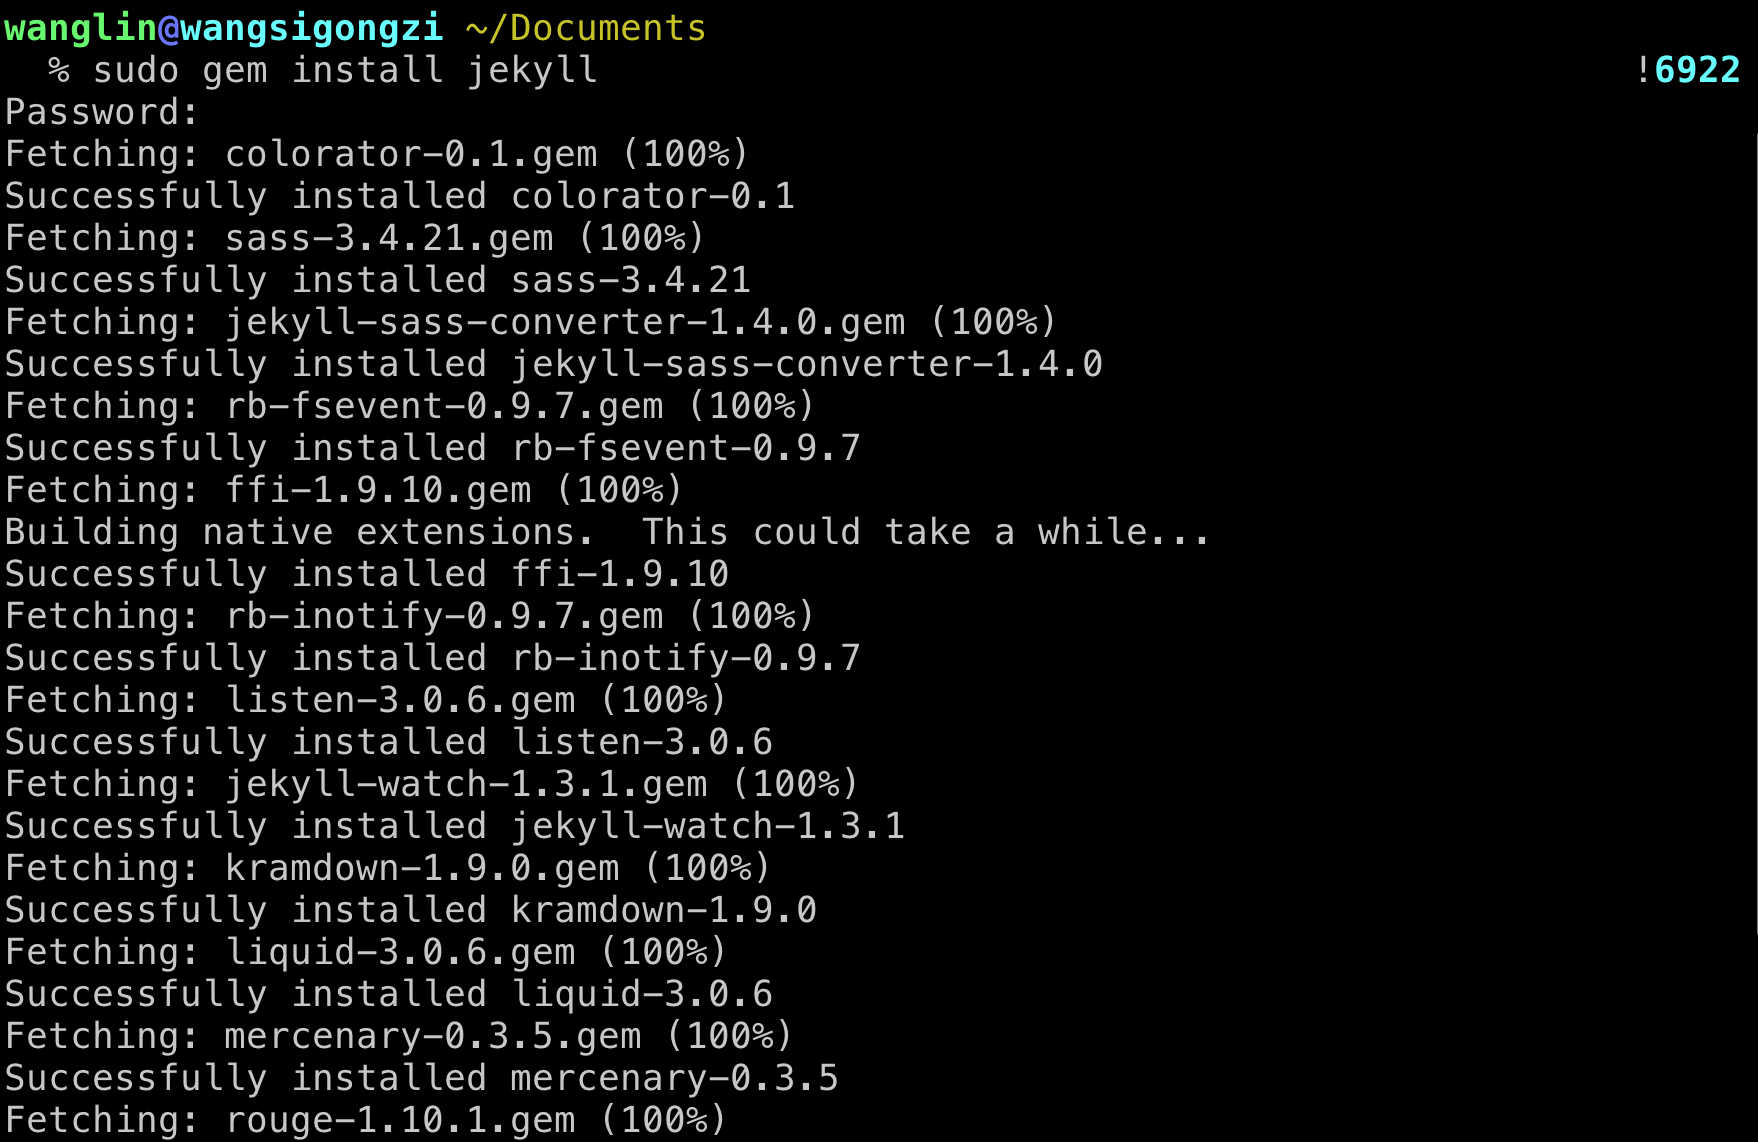 wanglin@wangsigongzi ~/Documents
  % sudo gem install jekyll !6922
Password:
Fetching: colorator-0.1.gem (100%)
Successfully installed colorator-0.1
Fetching: sass-3.4.21.gem (100%)
Successfully installed sass-3.4.21
Fetching: jekyll-sass-converter-1.4.0.gem (100%)
Successfully installed jekyll-sass-converter-1.4.0
Fetching: rb-fsevent-0.9.7.gem (100%)
Successfully installed rb-fsevent-0.9.7
Fetching: ffi-1.9.10.gem (100%)
Building native extensions.  This could take a while...
Successfully installed ffi-1.9.10
Fetching: rb-inotify-0.9.7.gem (100%)
Successfully installed rb-inotify-0.9.7
Fetching: listen-3.0.6.gem (100%)
Successfully installed listen-3.0.6
Fetching: jekyll-watch-1.3.1.gem (100%)
Successfully installed jekyll-watch-1.3.1
Fetching: kramdown-1.9.0.gem (100%)
Successfully installed kramdown-1.9.0
Fetching: liquid-3.0.6.gem (100%)
Successfully installed liquid-3.0.6
Fetching: mercenary-0.3.5.gem (100%)
Successfully installed mercenary-0.3.5
Fetching: rouge-1.10.1.gem (100%)